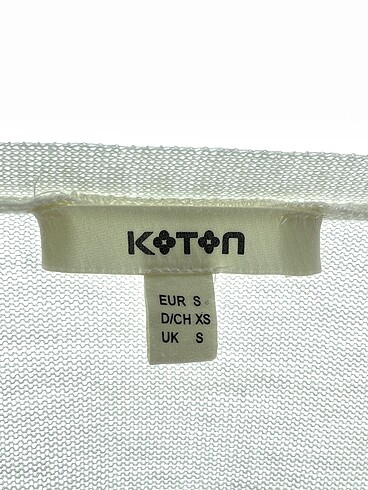 KOTON
EUR S
D/CH XS
UK S